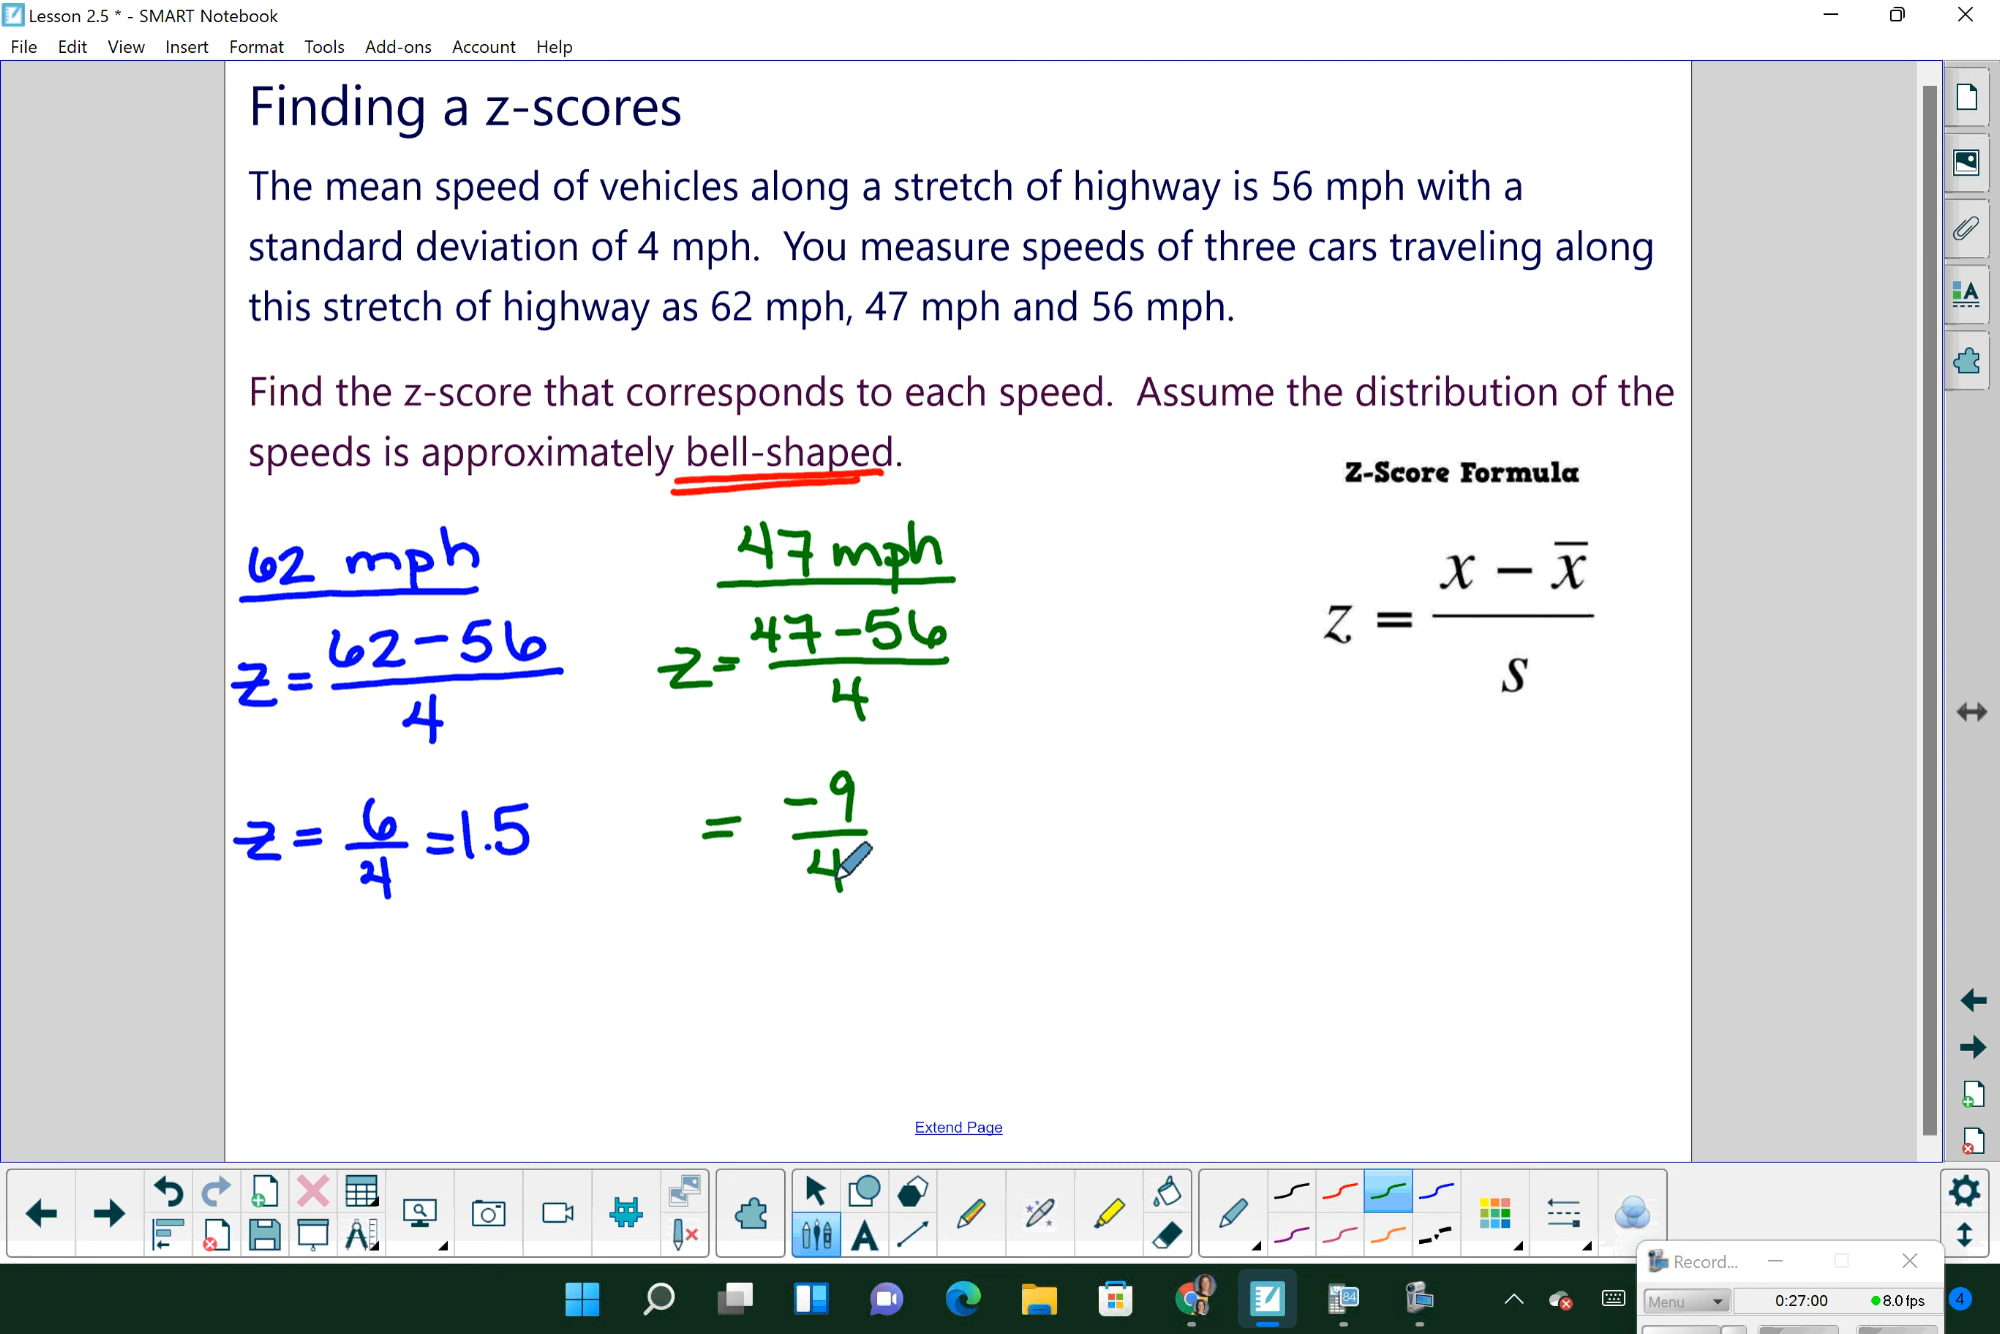 Lesson 2.5 * - SMART Notebook
File Edit View Insert Format Tools Add-ons Account Help
Finding a z-scores
The mean speed of vehicles along a stretch of highway is 56 mph with a
standard deviation of 4 mph. You measure speeds of three cars traveling along
this stretch of highway as 62 mph, 47 mph and 56 mph.
Find the z-score that corresponds to each speed. Assume the distribution of the
speeds is approximately bell-shaped.
Z-Score Formula
z = (x − x̄) / s
62 mph
z = (62 − 56) / 4
z = 6/4 = 1.5
47 mph
z = (47 − 56) / 4
= −9/4
Extend Page
Record...
Menu 0:27:00 8.0 fps
84
4